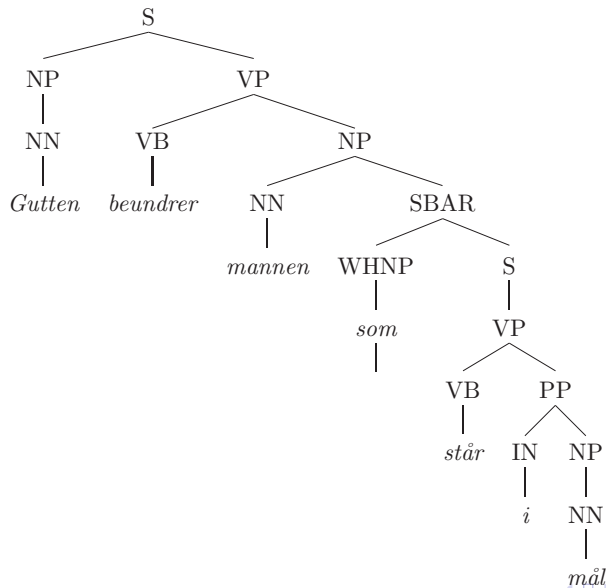 S
NP VP
NN VB NP
Gutten beundrer NN SBAR
mannen WHNP S
som VP
VB PP
står IN NP
i NN
mål